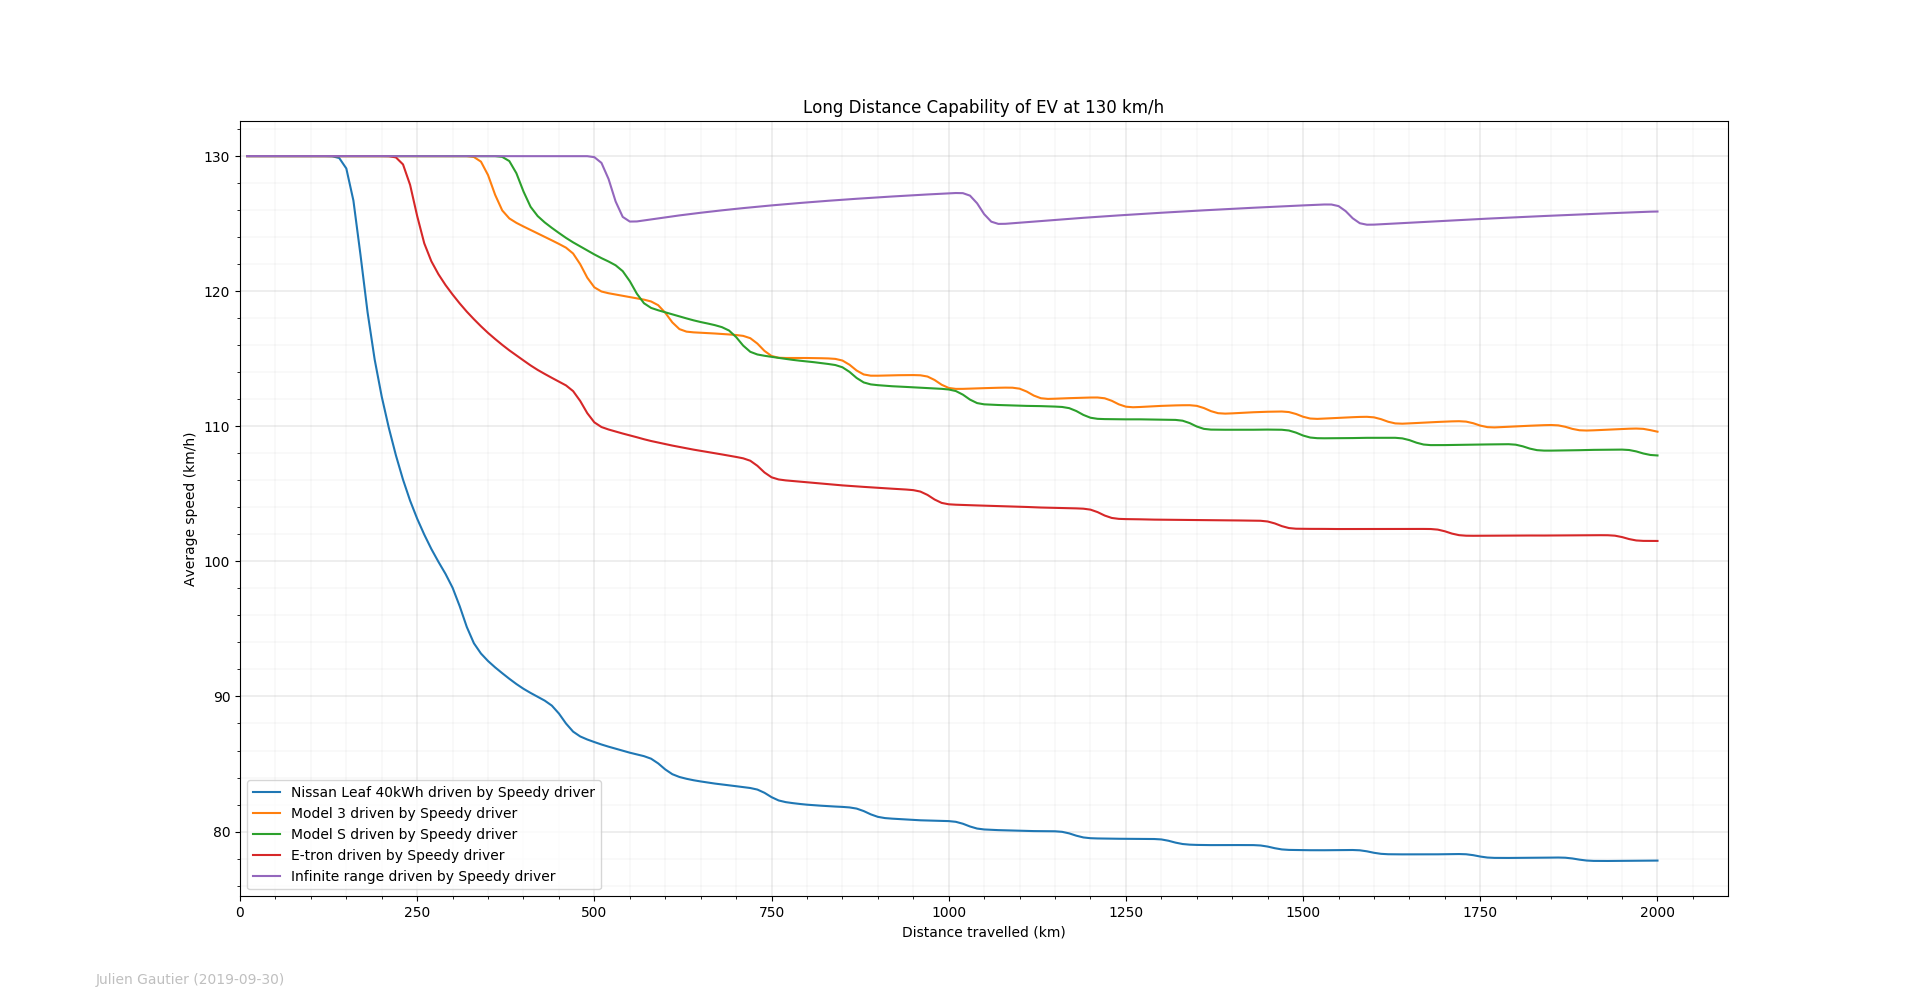 Long Distance Capability of EV at 130 km/h
Average speed (km/h)
130
120
110
100
90
80
Nissan Leaf 40kWh driven by Speedy driver
Model 3 driven by Speedy driver
Model S driven by Speedy driver
E-tron driven by Speedy driver
Infinite range driven by Speedy driver
0 250 500 750 1000 1250 1500 1750 2000
Distance travelled (km)
Julien Gautier (2019-09-30)